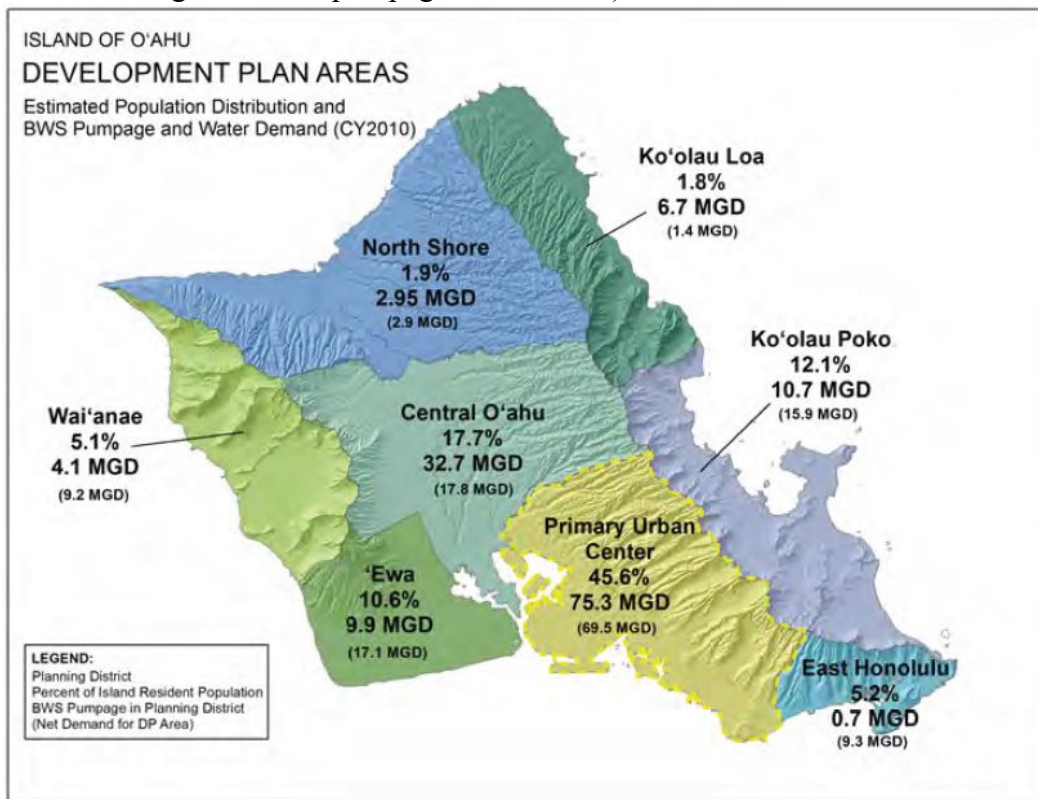 ISLAND OF O‘AHU
DEVELOPMENT PLAN AREAS
Estimated Population Distribution and
BWS Pumpage and Water Demand (CY2010)
Ko‘olau Loa
1.8%
6.7 MGD
(1.4 MGD)
North Shore
1.9%
2.95 MGD
(2.9 MGD)
Ko‘olau Poko
12.1%
10.7 MGD
(15.9 MGD)
Wai‘anae
5.1%
4.1 MGD
(9.2 MGD)
Central O‘ahu
17.7%
32.7 MGD
(17.8 MGD)
Primary Urban
Center
45.6%
75.3 MGD
(69.5 MGD)
‘Ewa
10.6%
9.9 MGD
(17.1 MGD)
East Honolulu
5.2%
0.7 MGD
(9.3 MGD)
LEGEND:
Planning District
Percent of Island Resident Population
BWS Pumpage in Planning District
(Net Demand for DP Area)